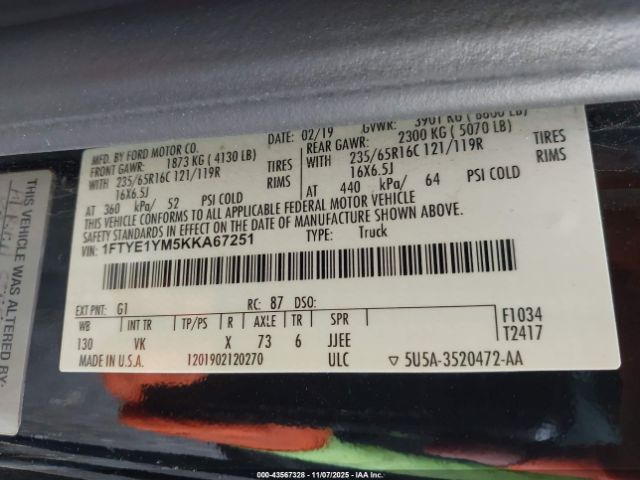 MFD. BY FORD MOTOR CO.
DATE: 02/19
GVWR: 3901 KG ( 8600 LB)
FRONT GAWR: 1873 KG ( 4130 LB)
REAR GAWR: 2300 KG ( 5070 LB)
WITH 235/65R16C 121/119R TIRES
WITH 235/65R16C 121/119R TIRES
16X6.5J RIMS
16X6.5J RIMS
AT 360 kPa/ 52 PSI COLD
AT 440 kPa/ 64 PSI COLD
THIS VEHICLE CONFORMS TO ALL APPLICABLE FEDERAL MOTOR VEHICLE
SAFETY STANDARDS IN EFFECT ON THE DATE OF MANUFACTURE SHOWN ABOVE.
VIN: 1FTYE1YM5KKA67251
TYPE: Truck
EXT PNT: G1 RC: 87 DSO:
WB INT TR TP/PS R AXLE TR SPR
F1034
T2417
130 VK X 73 6 JJEE
MADE IN U.S.A. 1201902120270 ULC ▽ 5U5A-3520472-AA
THIS VEHICLE WAS ALTERED BY:
000-43567328 - 11/07/2025 - IAA Inc.